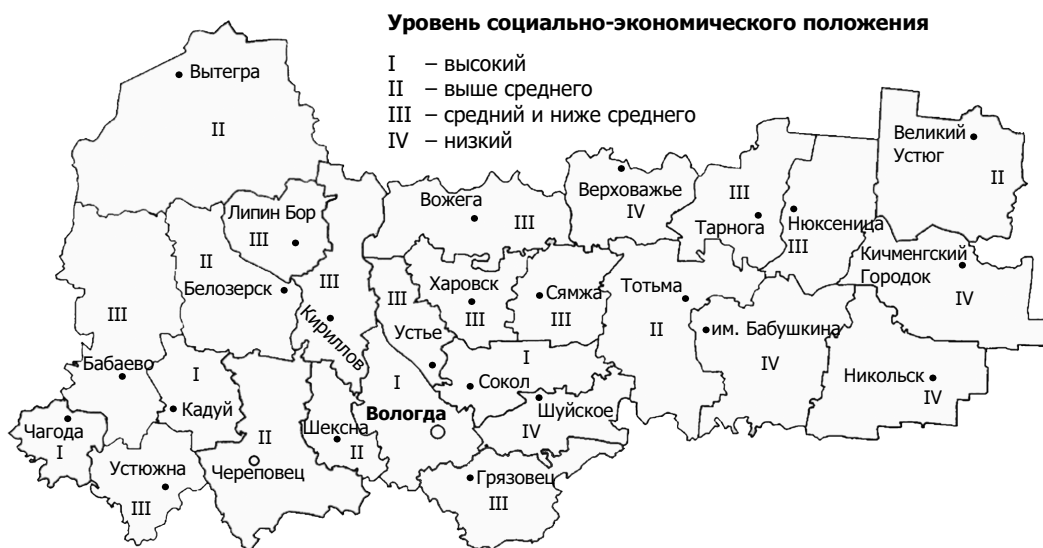 Уровень социально-экономического положения
I – высокий
II – выше среднего
III – средний и ниже среднего
IV – низкий
Вытегра
II
Великий
Устюг
II
Верховажье
IV
III
Тарнога
Нюксеница
III
Вожега
III
Липин Бор
III
II
Белозерск
III
Кириллов
III
Устье
Харовск
III
Сямжа
III
Тотьма
II
Кичменгский
Городок
IV
им. Бабушкина
IV
Никольск
IV
III
Бабаево
I
Кадуй
I
Сокол
I
Вологда
Шуйское
IV
Чагода
I
Устюжна
III
II
Череповец
Шексна
II
Грязовец
III